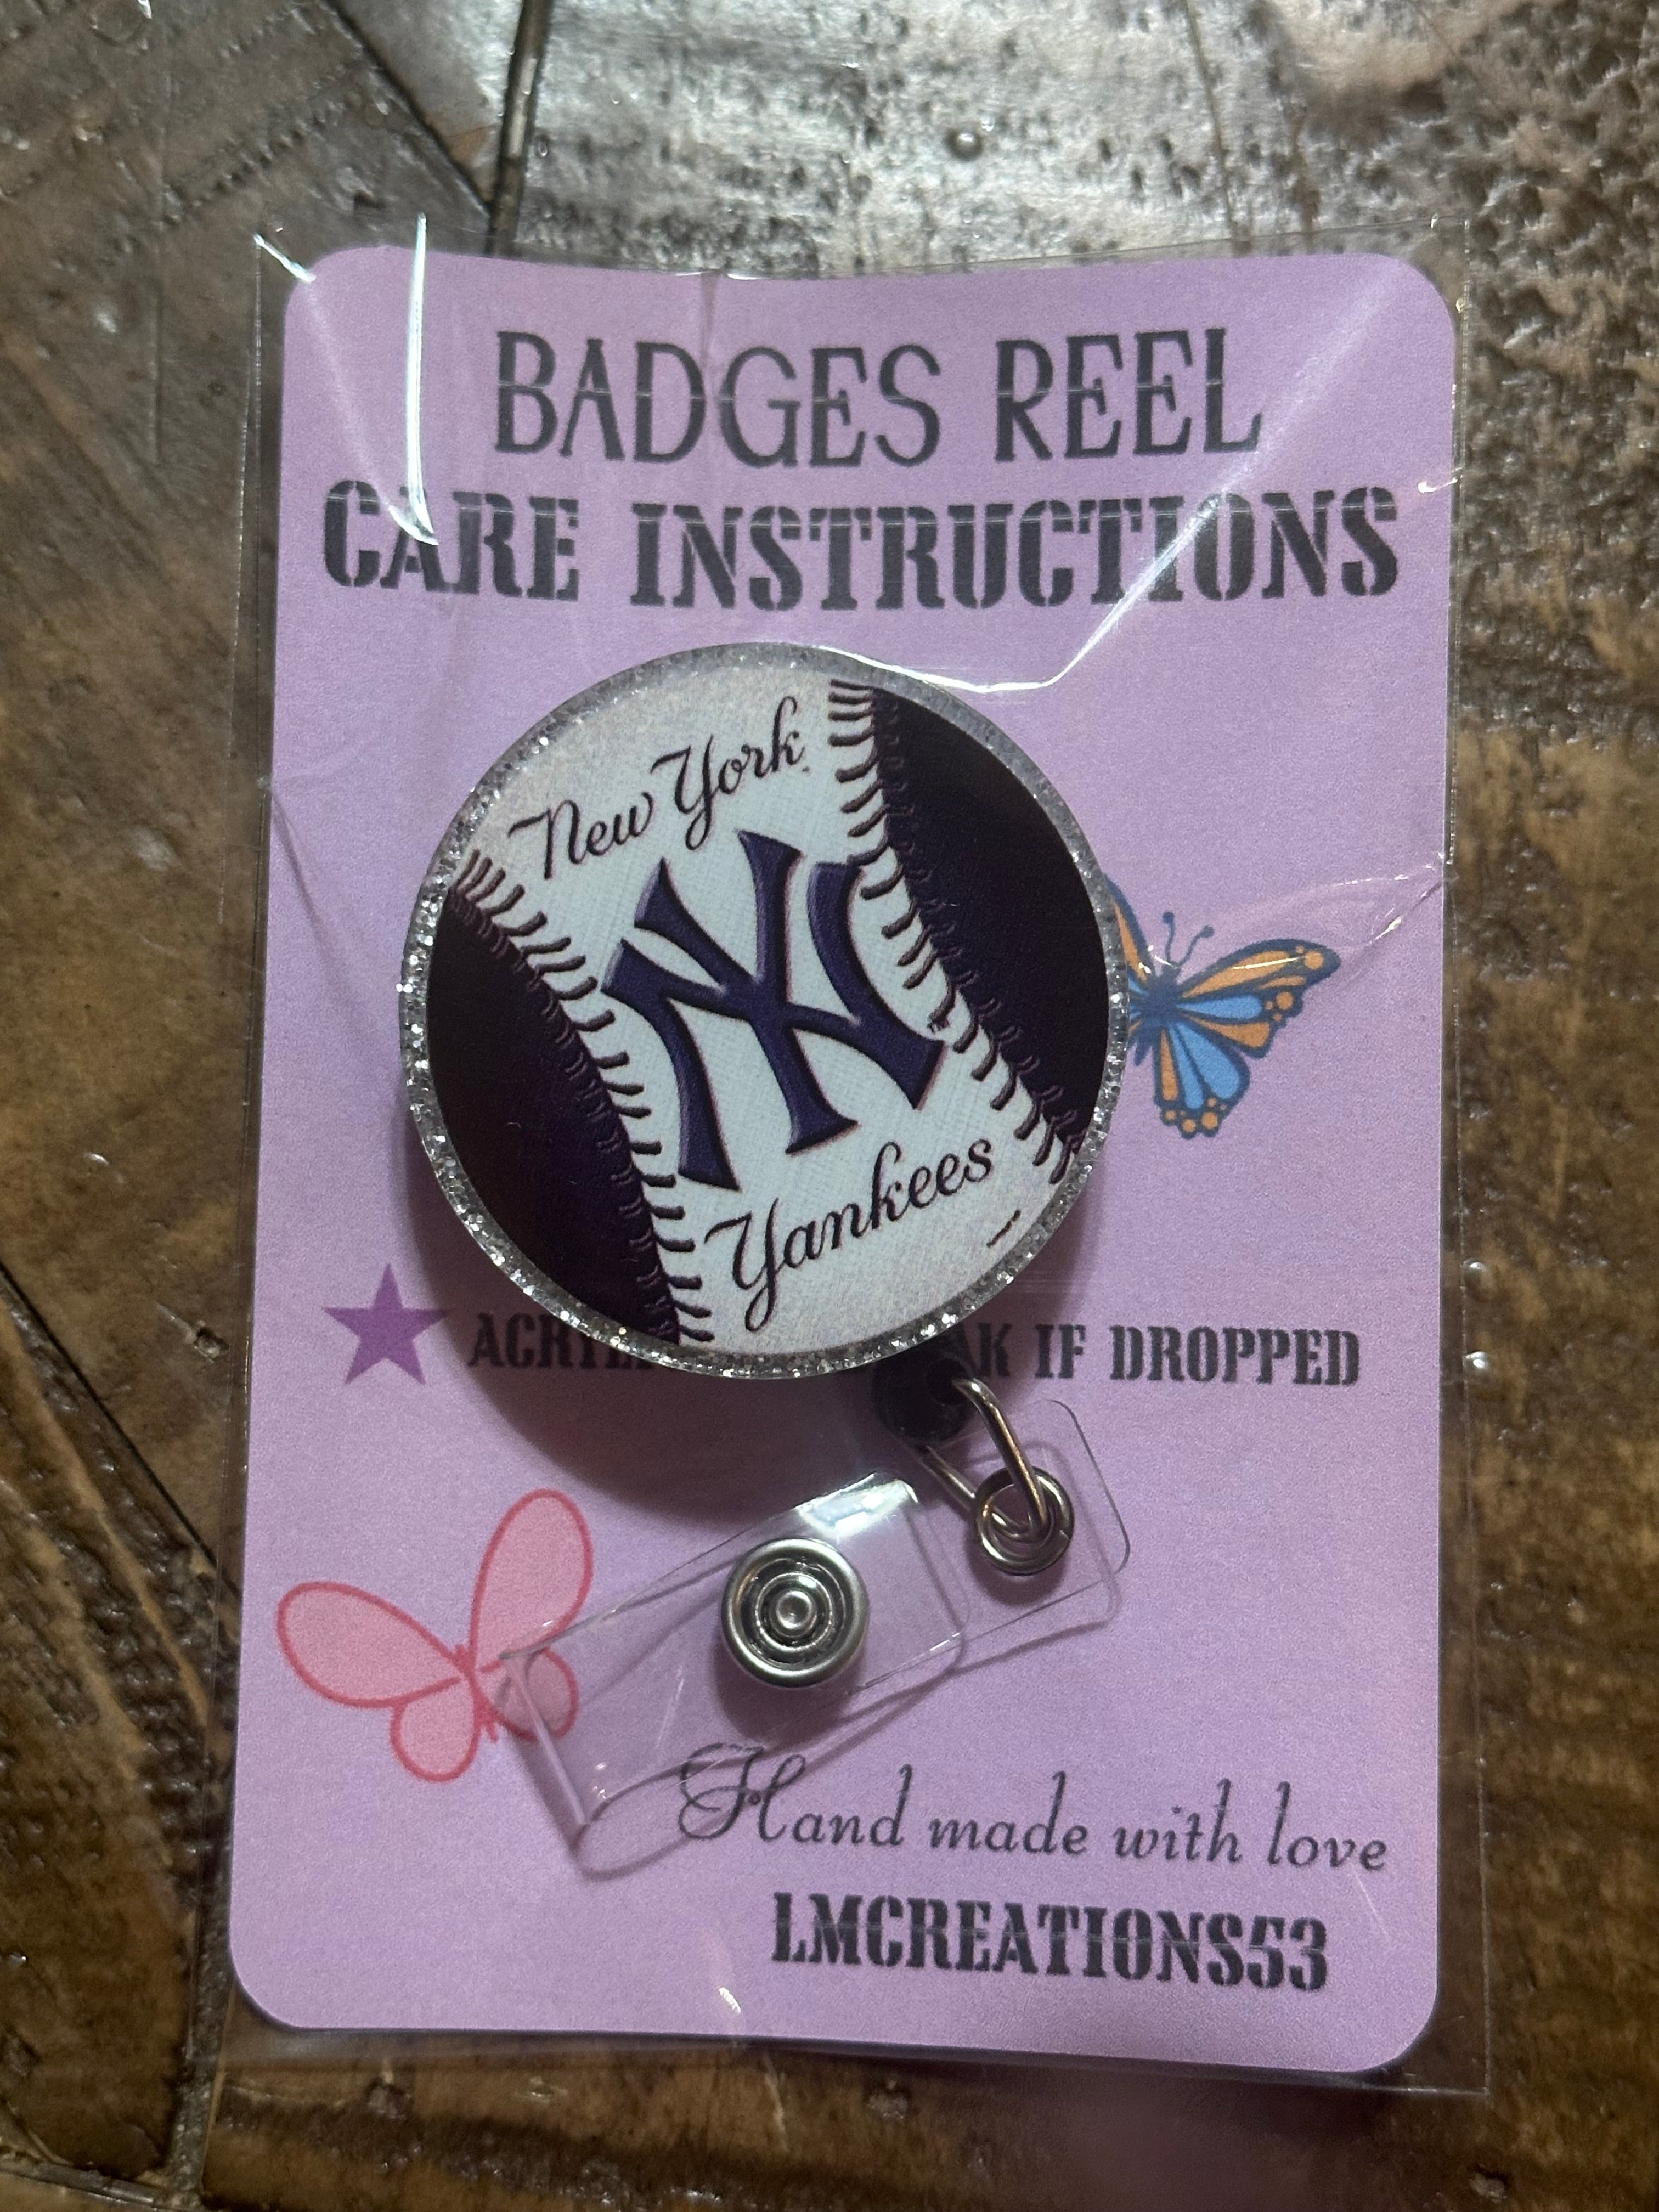 BADGES REEL
CARE INSTRUCTIONS
New York
NY
Yankees
IF DROPPED
Hand made with love
LMCREATIONS53